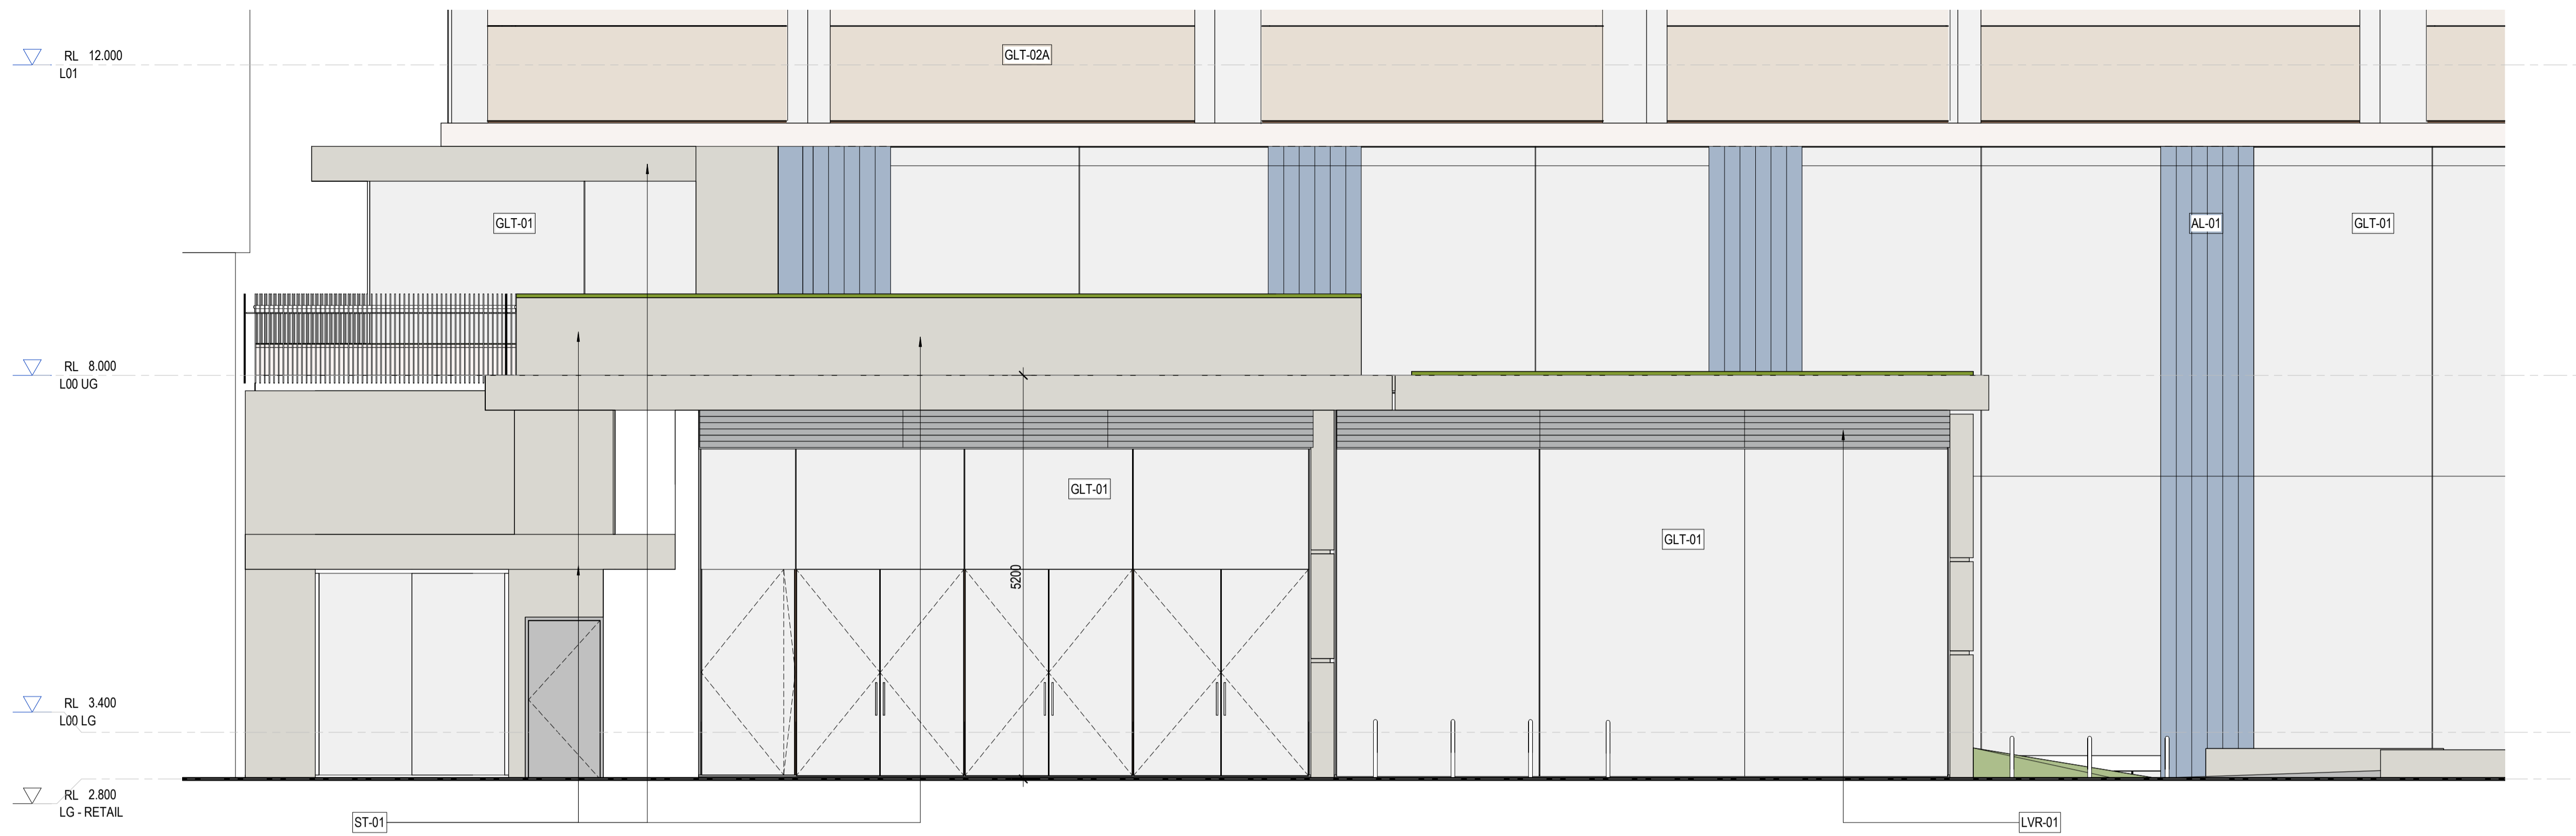 RL 12.000
L01
GLT-02A
GLT-01
AL-01
GLT-01
RL 8.000
L00 UG
GLT-01
GLT-01
5200
RL 3.400
L00 LG
RL 2.800
LG - RETAIL
ST-01
LVR-01